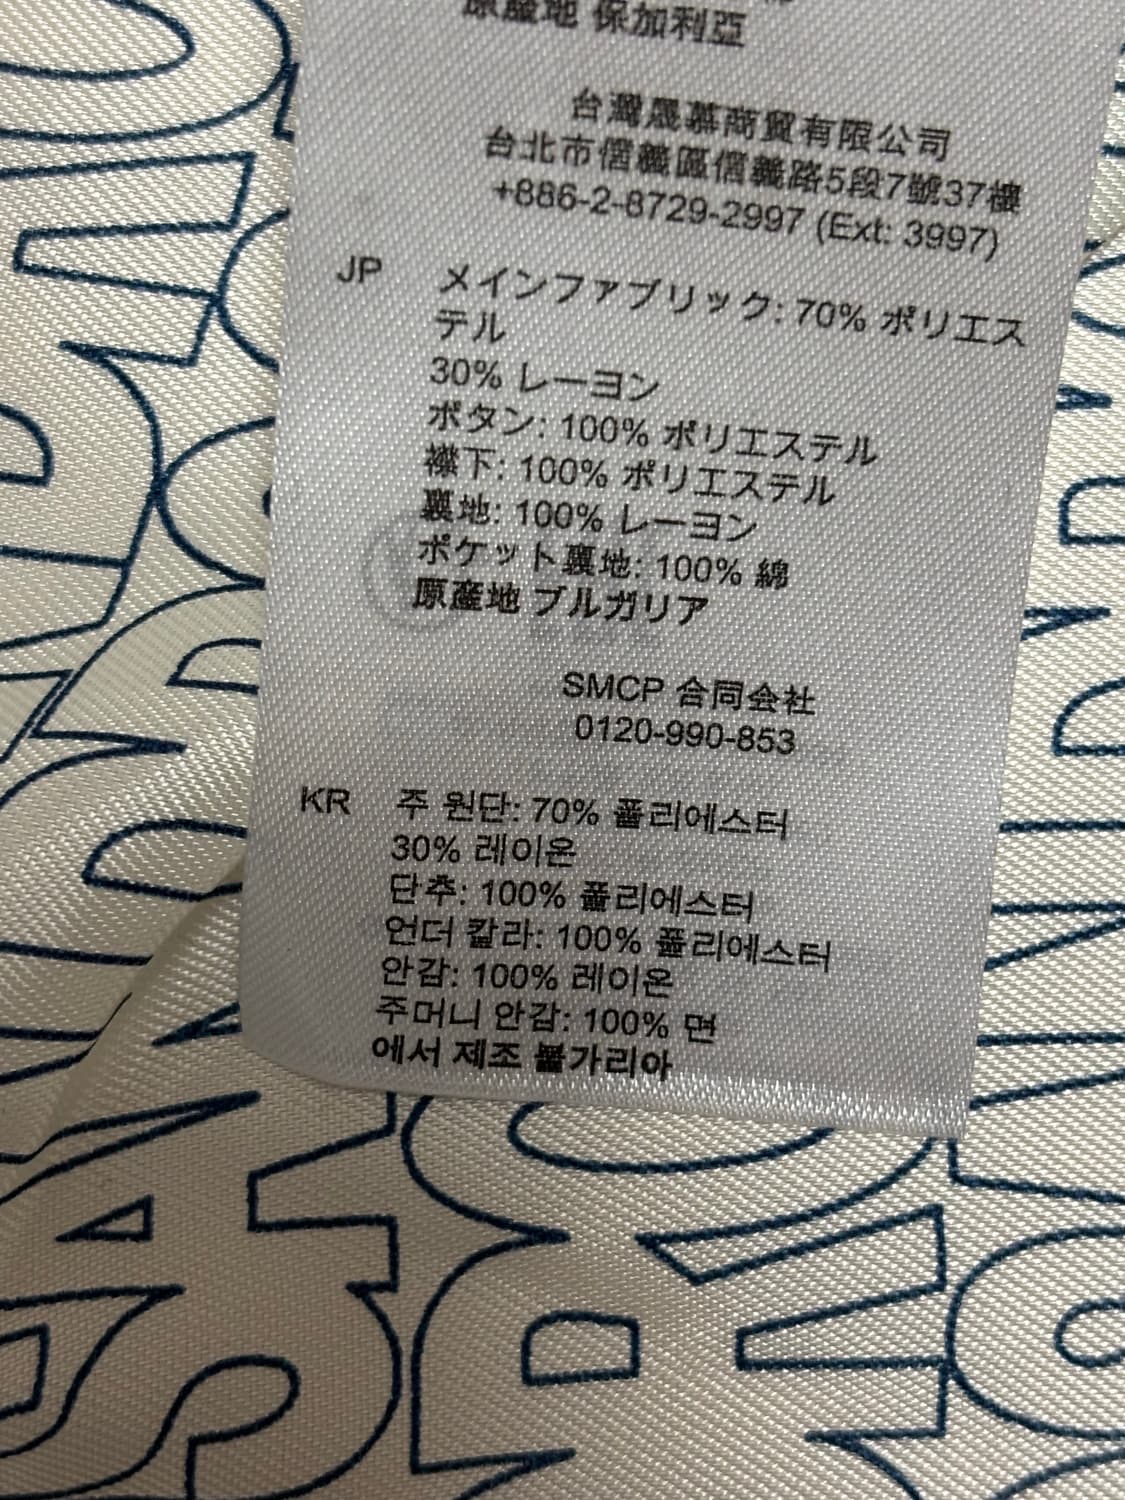 原產地 保加利亞
台灣晟慕商貿有限公司
台北市信義區信義路5段7號37樓
+886-2-8729-2997 (Ext: 3997)
JP メインファブリック: 70% ポリエス
テル
30% レーヨン
ボタン: 100% ポリエステル
襟下: 100% ポリエステル
裏地: 100% レーヨン
ポケット裏地: 100% 綿
原産地 ブルガリア
SMCP 合同会社
0120-990-853
KR 주 원단: 70% 폴리에스터
30% 레이온
단추: 100% 폴리에스터
언더 칼라: 100% 폴리에스터
안감: 100% 레이온
주머니 안감: 100% 면
에서 제조 불가리아